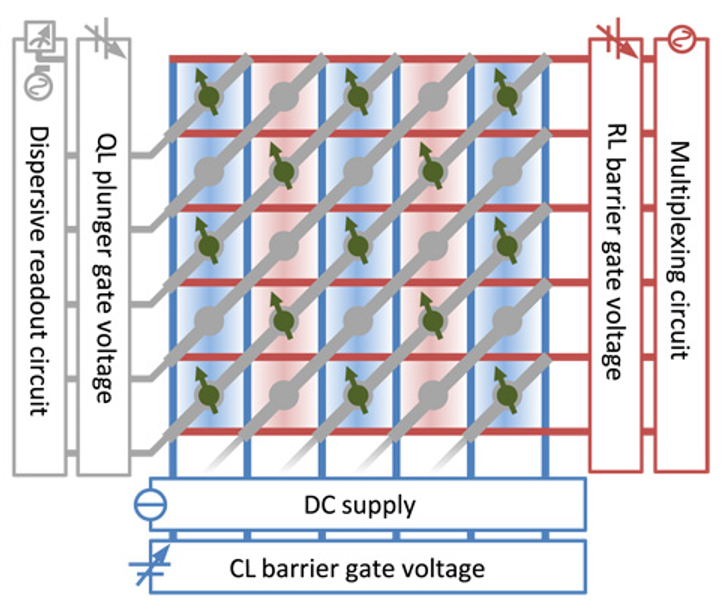 Dispersive readout circuit
QL plunger gate voltage
RL barrier gate voltage
Multiplexing circuit
DC supply
CL barrier gate voltage